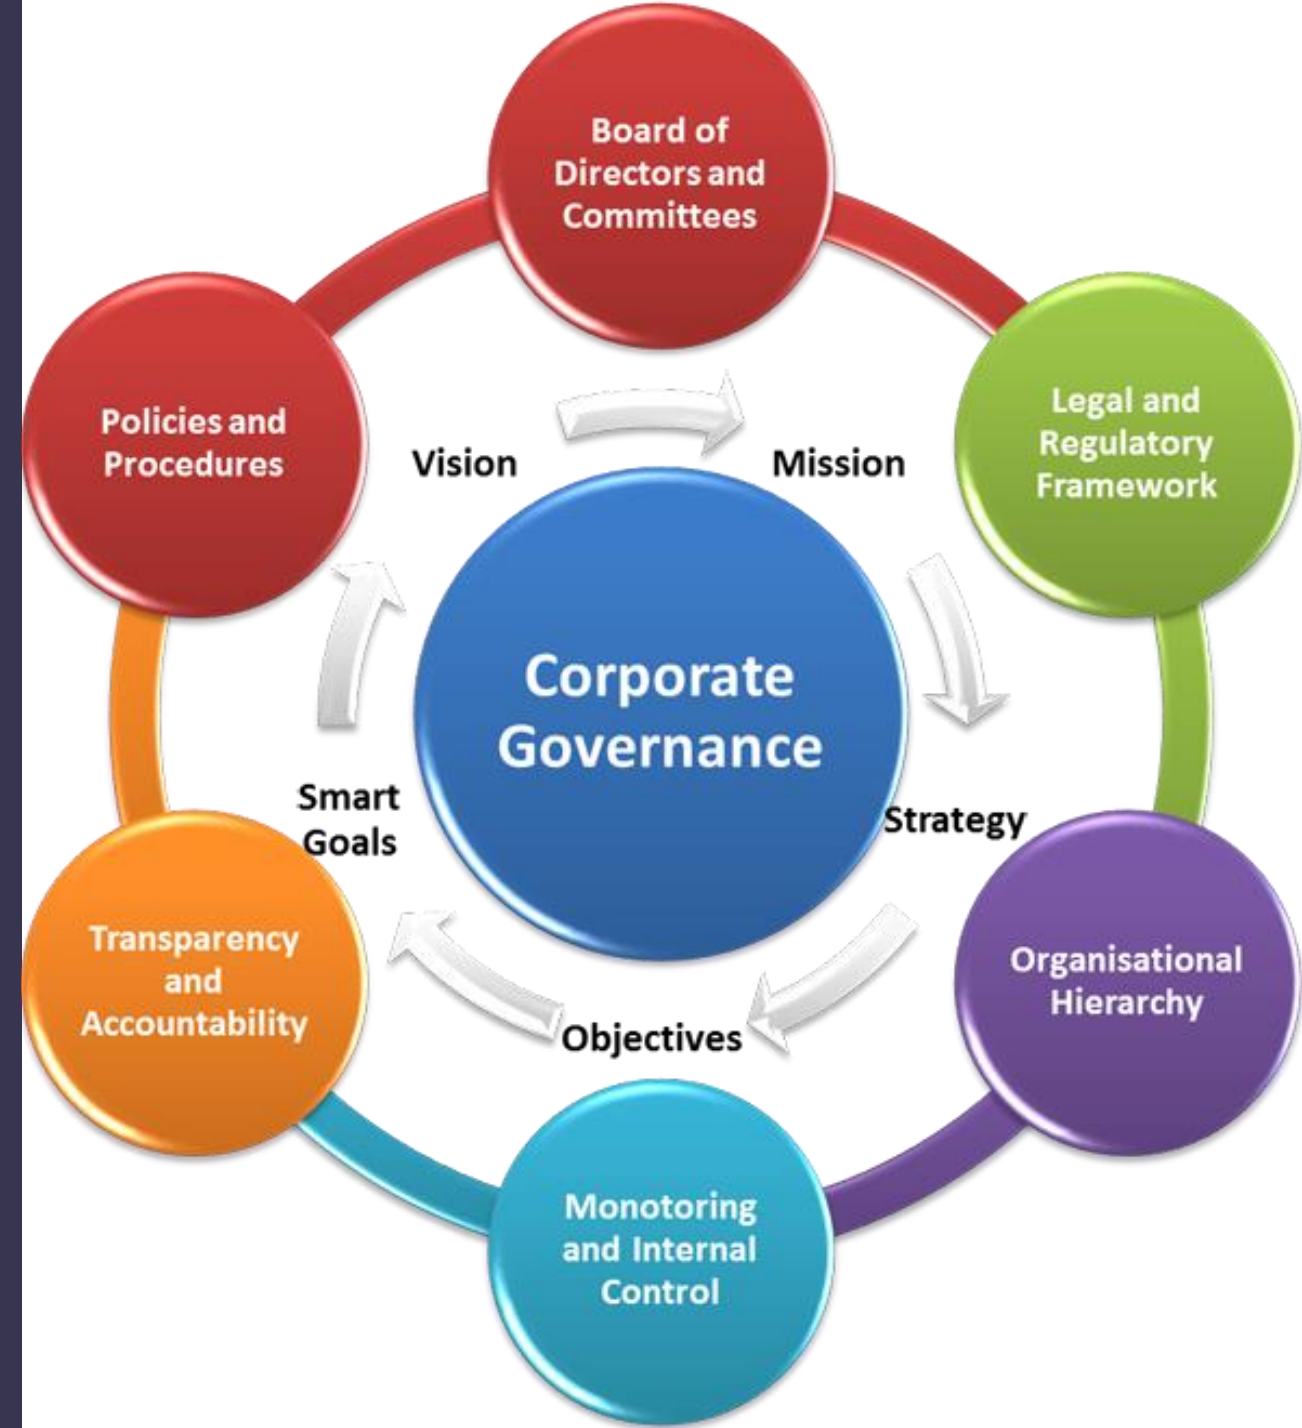 Board of
Directors and
Committees
Policies and
Procedures
Legal and
Regulatory
Framework
Vision
Mission
Corporate
Governance
Smart
Goals
Strategy
Transparency
and
Accountability
Organisational
Hierarchy
Objectives
Monotoring
and Internal
Control